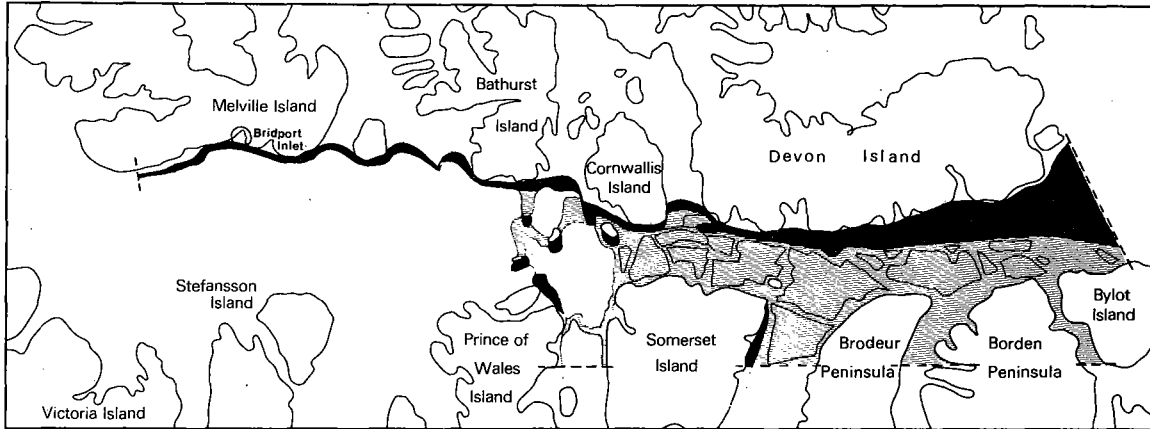 Melville Island
Bridport
Inlet
Bathurst
Island
Cornwallis
Island
Devon Island
Stefansson
Island
Victoria Island
Prince of
Wales
Island
Somerset
Island
Brodeur
Peninsula
Borden
Peninsula
Bylot
Island